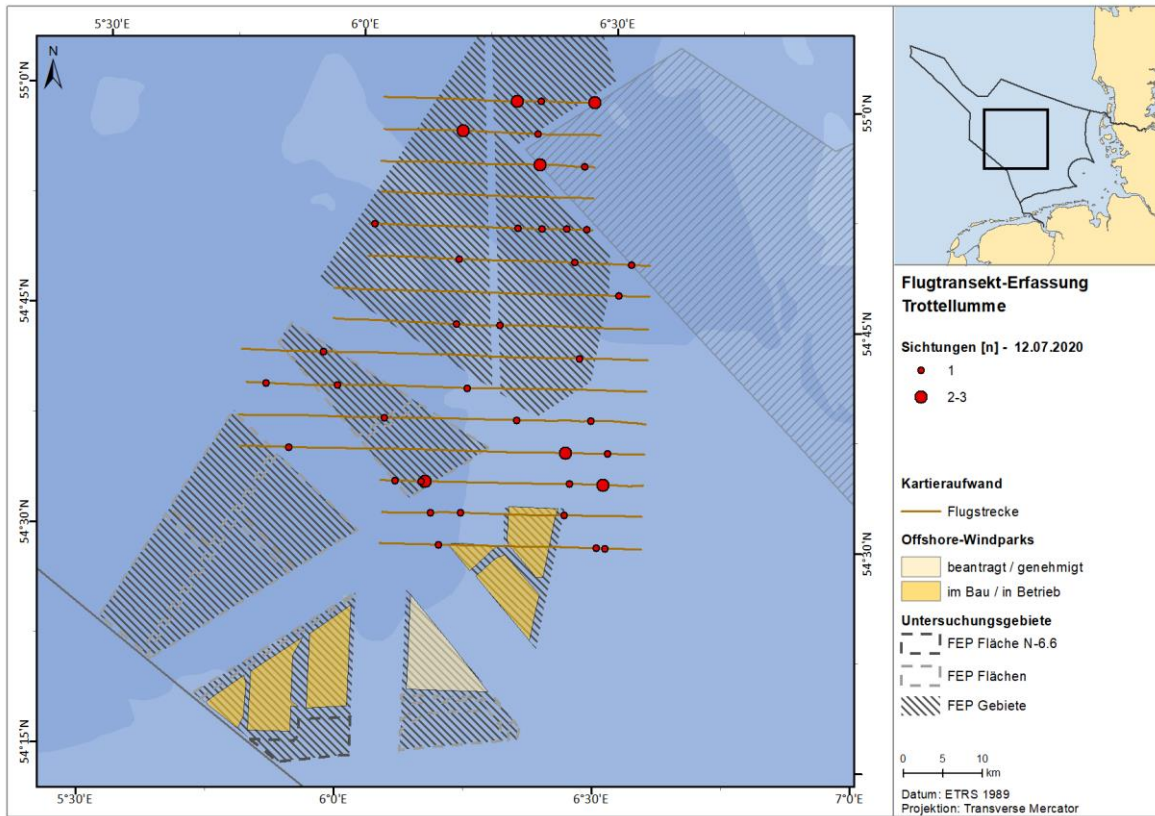 5°30'E 6°0'E 6°30'E
N
55°0'N
54°45'N
54°30'N
54°15'N
55°0'N
54°45'N
54°30'N
5°30'E 6°0'E 6°30'E 7°0'E
Flugtransekt-Erfassung
Trottellumme
Sichtungen [n] - 12.07.2020
1
2-3
Kartieraufwand
Flugstrecke
Offshore-Windparks
beantragt / genehmigt
im Bau / in Betrieb
Untersuchungsgebiete
FEP Fläche N-6.6
FEP Flächen
FEP Gebiete
0 5 10
km
Datum: ETRS 1989
Projektion: Transverse Mercator